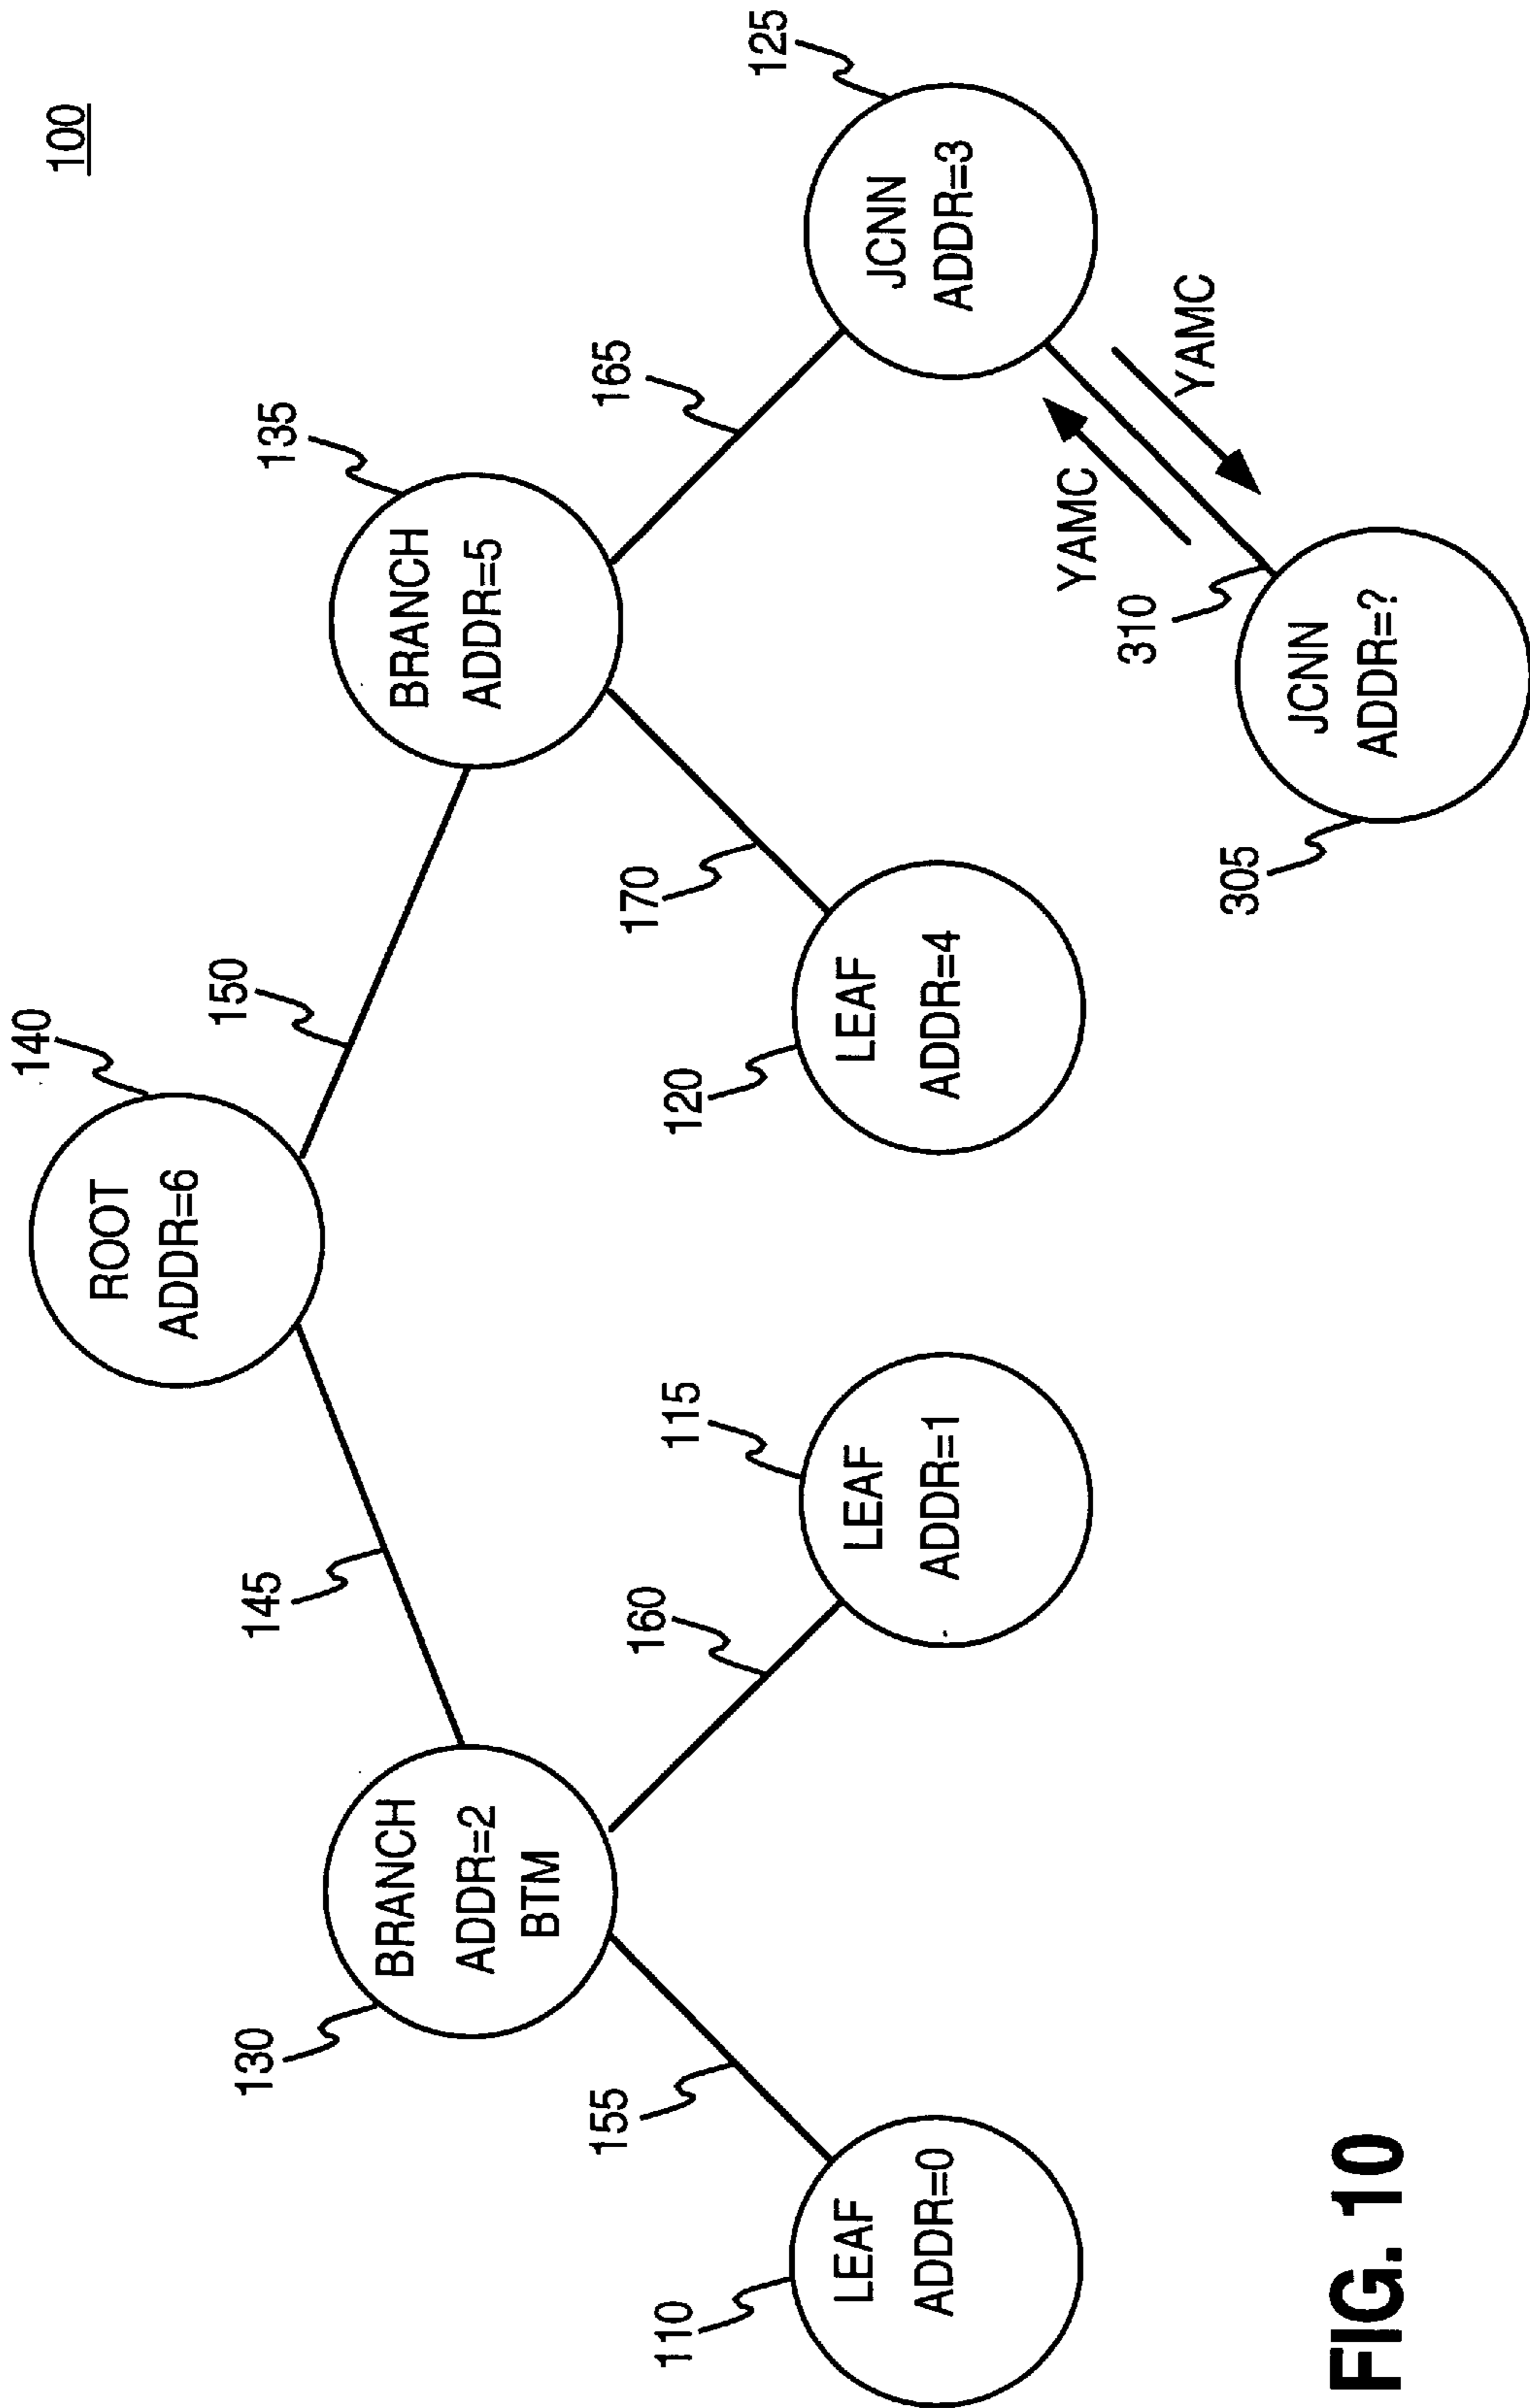 100
140
ROOT
ADDR=6
145
150
130
BRANCH
ADDR=2
BTM
135
BRANCH
ADDR=5
155
160
170
165
110
LEAF
ADDR=0
115
LEAF
ADDR=1
120
LEAF
ADDR=4
125
JCNN
ADDR=3
YAMC
YAMC
310
305
JCNN
ADDR=?
FIG. 10